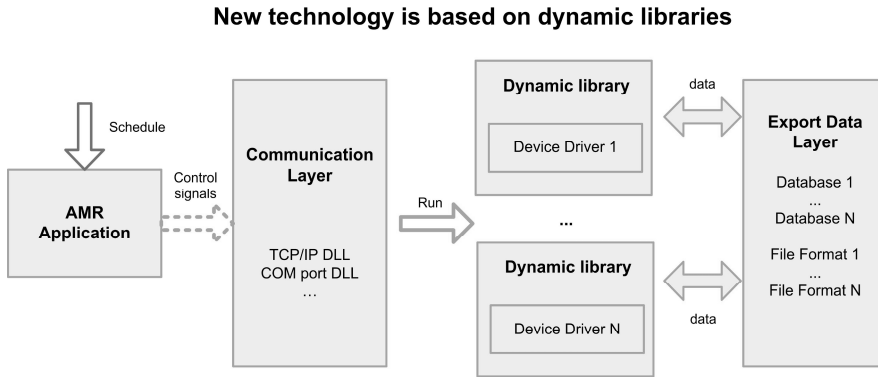 New technology is based on dynamic libraries
Schedule
AMR
Application
Control
signals
Communication
Layer
TCP/IP DLL
COM port DLL
...
Run
Dynamic library
Device Driver 1
...
Dynamic library
Device Driver N
data
data
Export Data
Layer
Database 1
...
Database N
File Format 1
...
File Format N